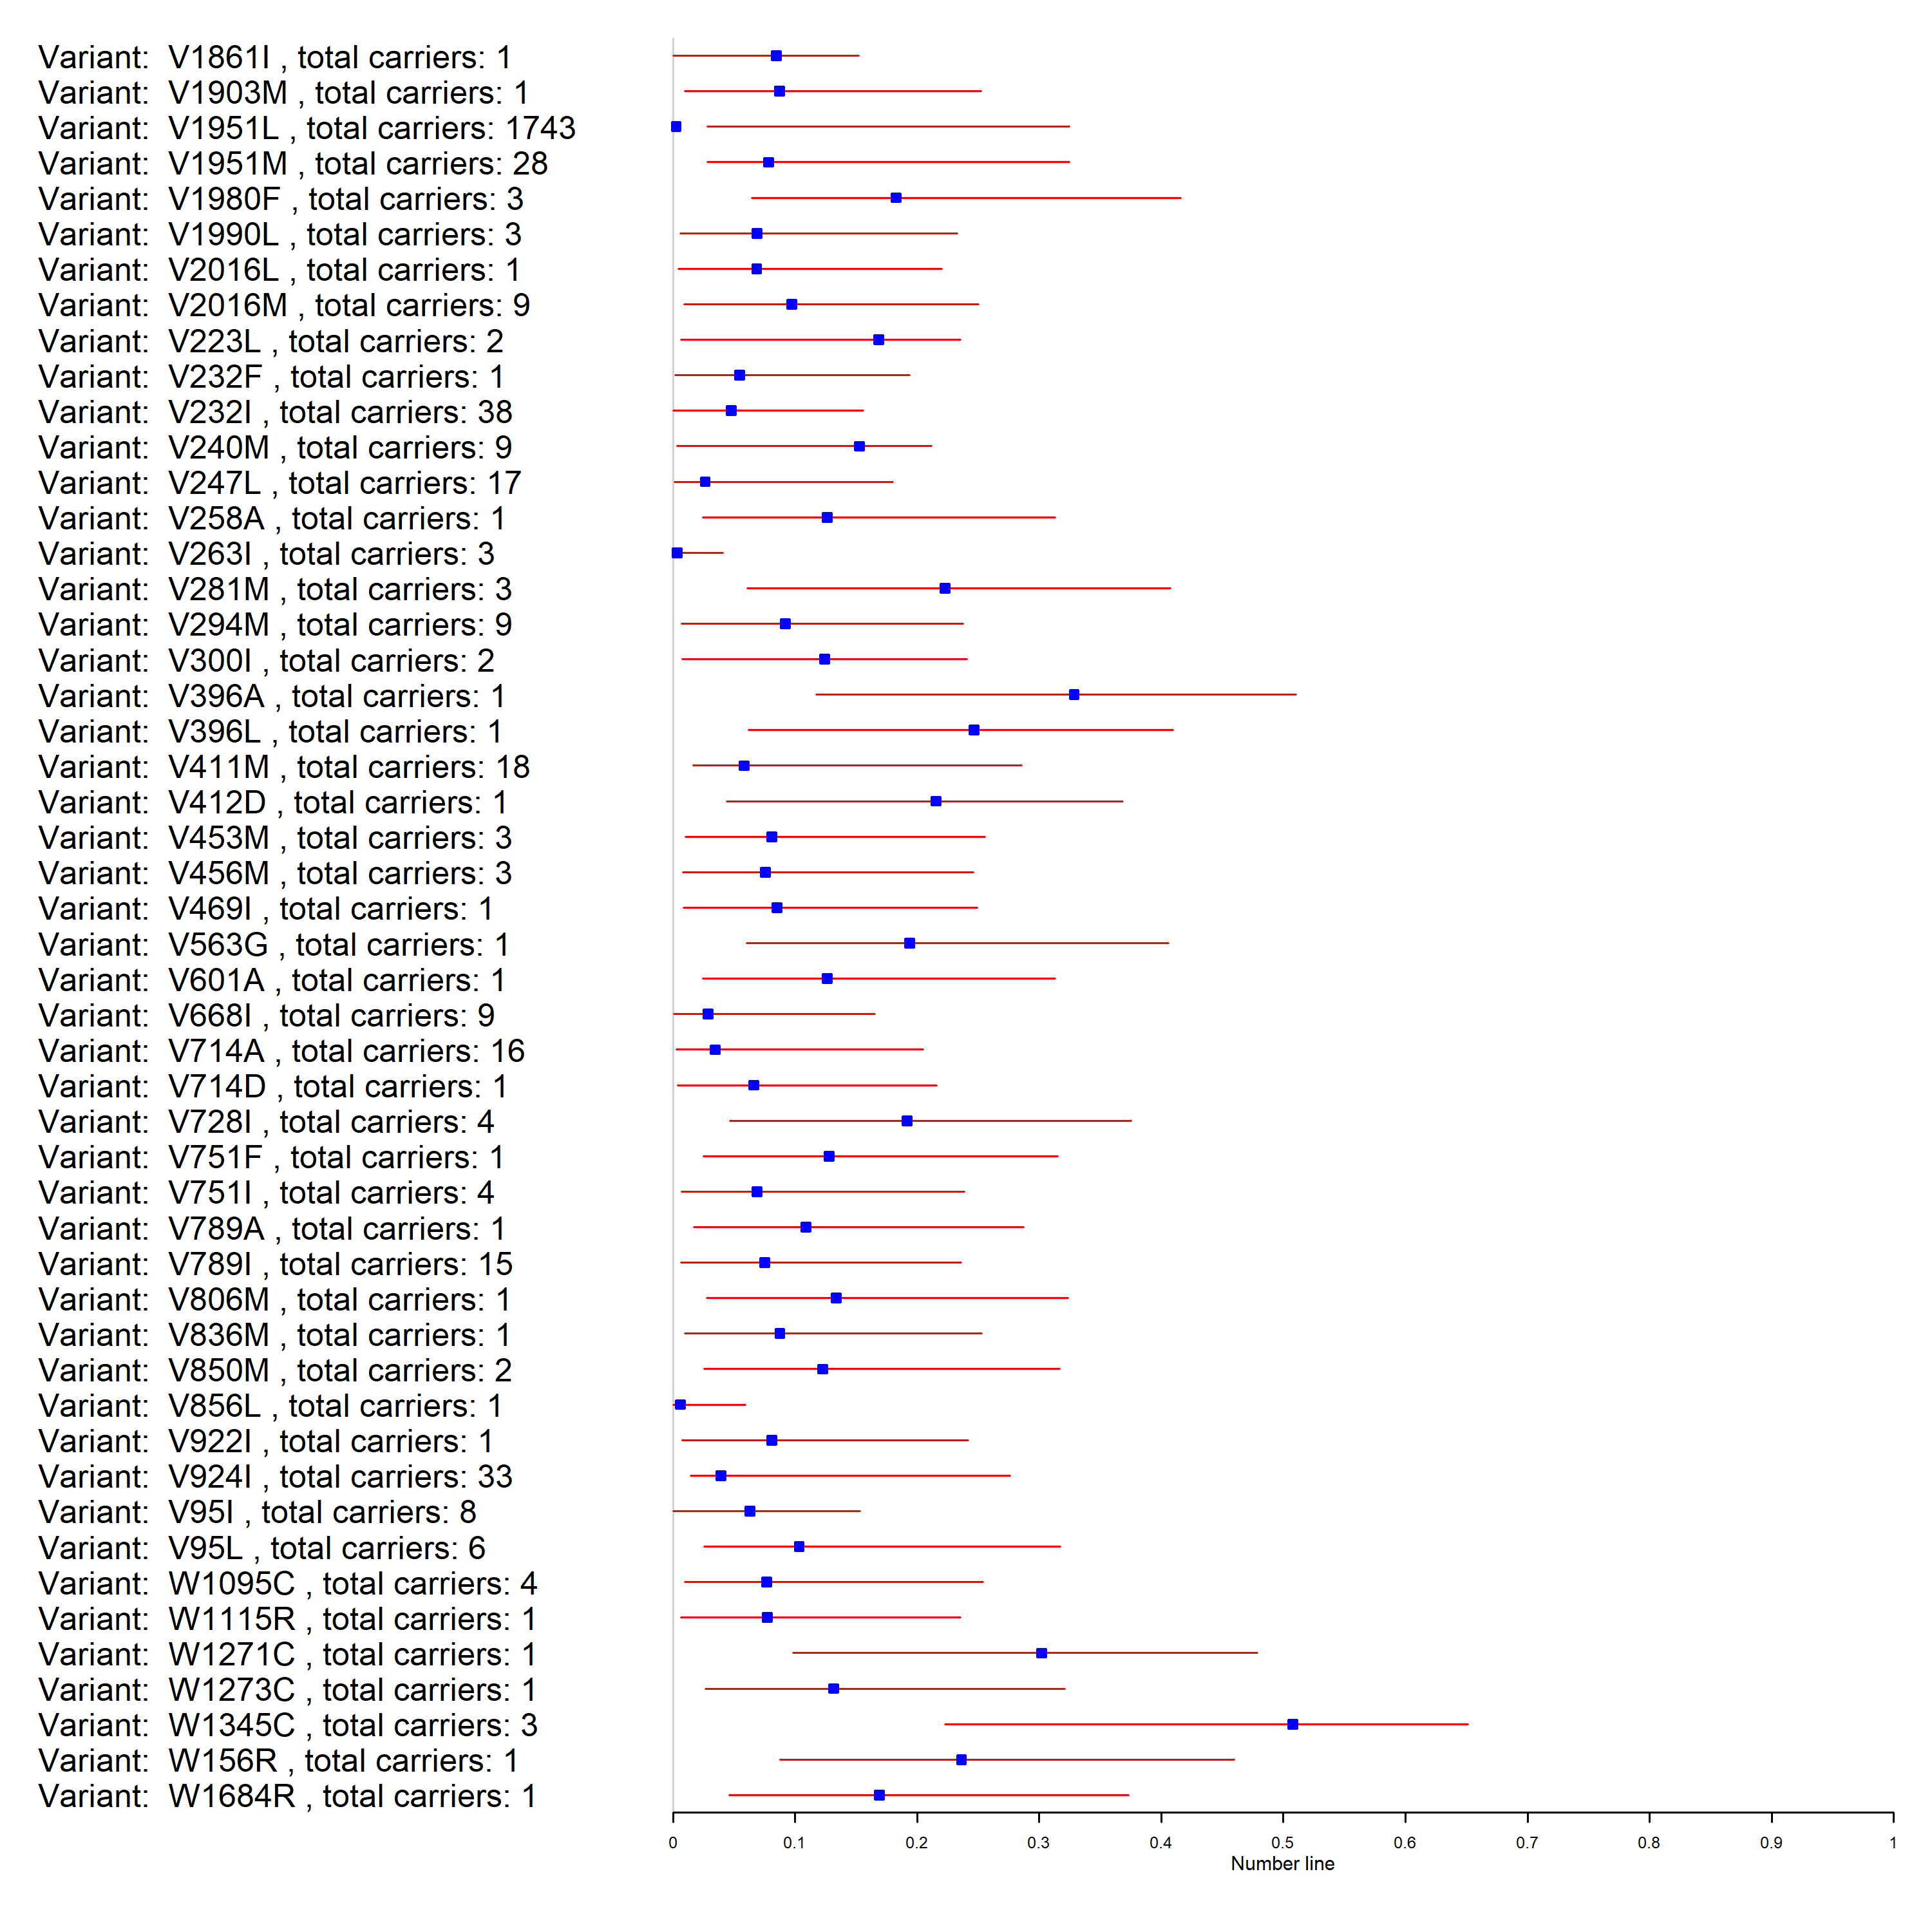 Variant: V1861I , total carriers: 1
Variant: V1903M , total carriers: 1
Variant: V1951L , total carriers: 1743
Variant: V1951M , total carriers: 28
Variant: V1980F , total carriers: 3
Variant: V1990L , total carriers: 3
Variant: V2016L , total carriers: 1
Variant: V2016M , total carriers: 9
Variant: V223L , total carriers: 2
Variant: V232F , total carriers: 1
Variant: V232I , total carriers: 38
Variant: V240M , total carriers: 9
Variant: V247L , total carriers: 17
Variant: V258A , total carriers: 1
Variant: V263I , total carriers: 3
Variant: V281M , total carriers: 3
Variant: V294M , total carriers: 9
Variant: V300I , total carriers: 2
Variant: V396A , total carriers: 1
Variant: V396L , total carriers: 1
Variant: V411M , total carriers: 18
Variant: V412D , total carriers: 1
Variant: V453M , total carriers: 3
Variant: V456M , total carriers: 3
Variant: V469I , total carriers: 1
Variant: V563G , total carriers: 1
Variant: V601A , total carriers: 1
Variant: V668I , total carriers: 9
Variant: V714A , total carriers: 16
Variant: V714D , total carriers: 1
Variant: V728I , total carriers: 4
Variant: V751F , total carriers: 1
Variant: V751I , total carriers: 4
Variant: V789A , total carriers: 1
Variant: V789I , total carriers: 15
Variant: V806M , total carriers: 1
Variant: V836M , total carriers: 1
Variant: V850M , total carriers: 2
Variant: V856L , total carriers: 1
Variant: V922I , total carriers: 1
Variant: V924I , total carriers: 33
Variant: V95I , total carriers: 8
Variant: V95L , total carriers: 6
Variant: W1095C , total carriers: 4
Variant: W1115R , total carriers: 1
Variant: W1271C , total carriers: 1
Variant: W1273C , total carriers: 1
Variant: W1345C , total carriers: 3
Variant: W156R , total carriers: 1
Variant: W1684R , total carriers: 1
0 0.1 0.2 0.3 0.4 0.5 0.6 0.7 0.8 0.9 1
Number line